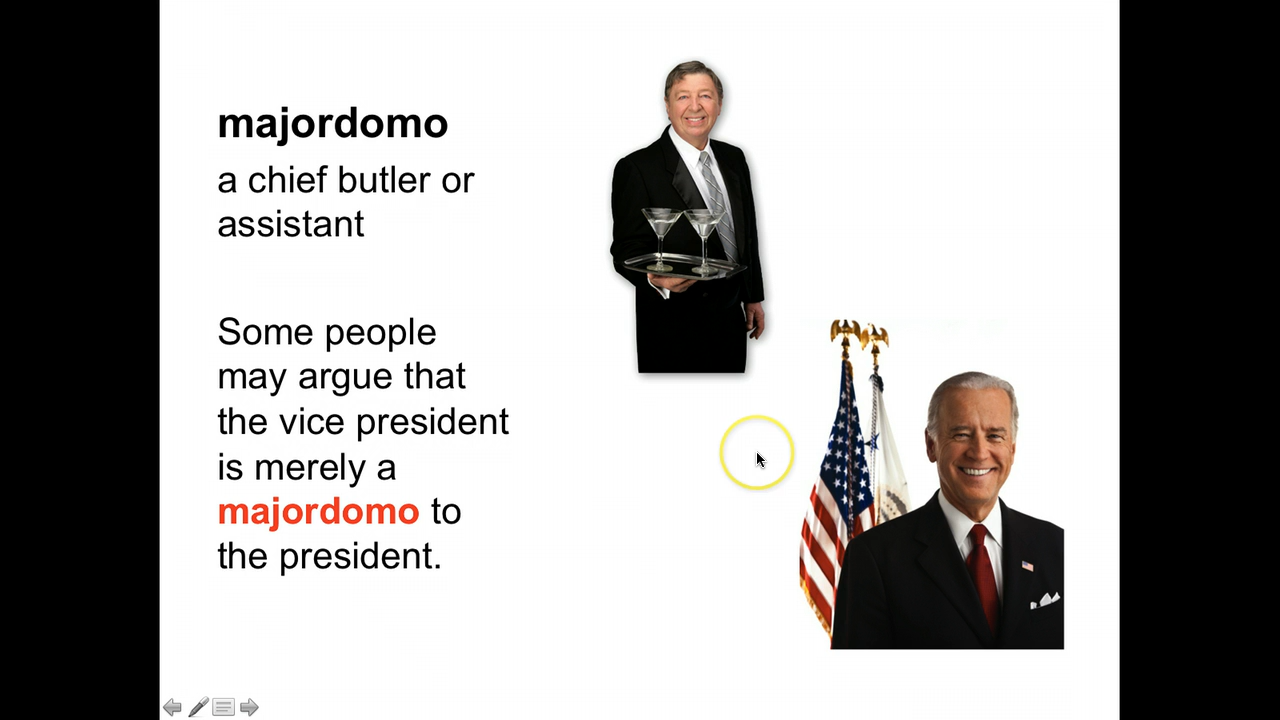 majordomo
a chief butler or
assistant
Some people
may argue that
the vice president
is merely a
majordomo to
the president.